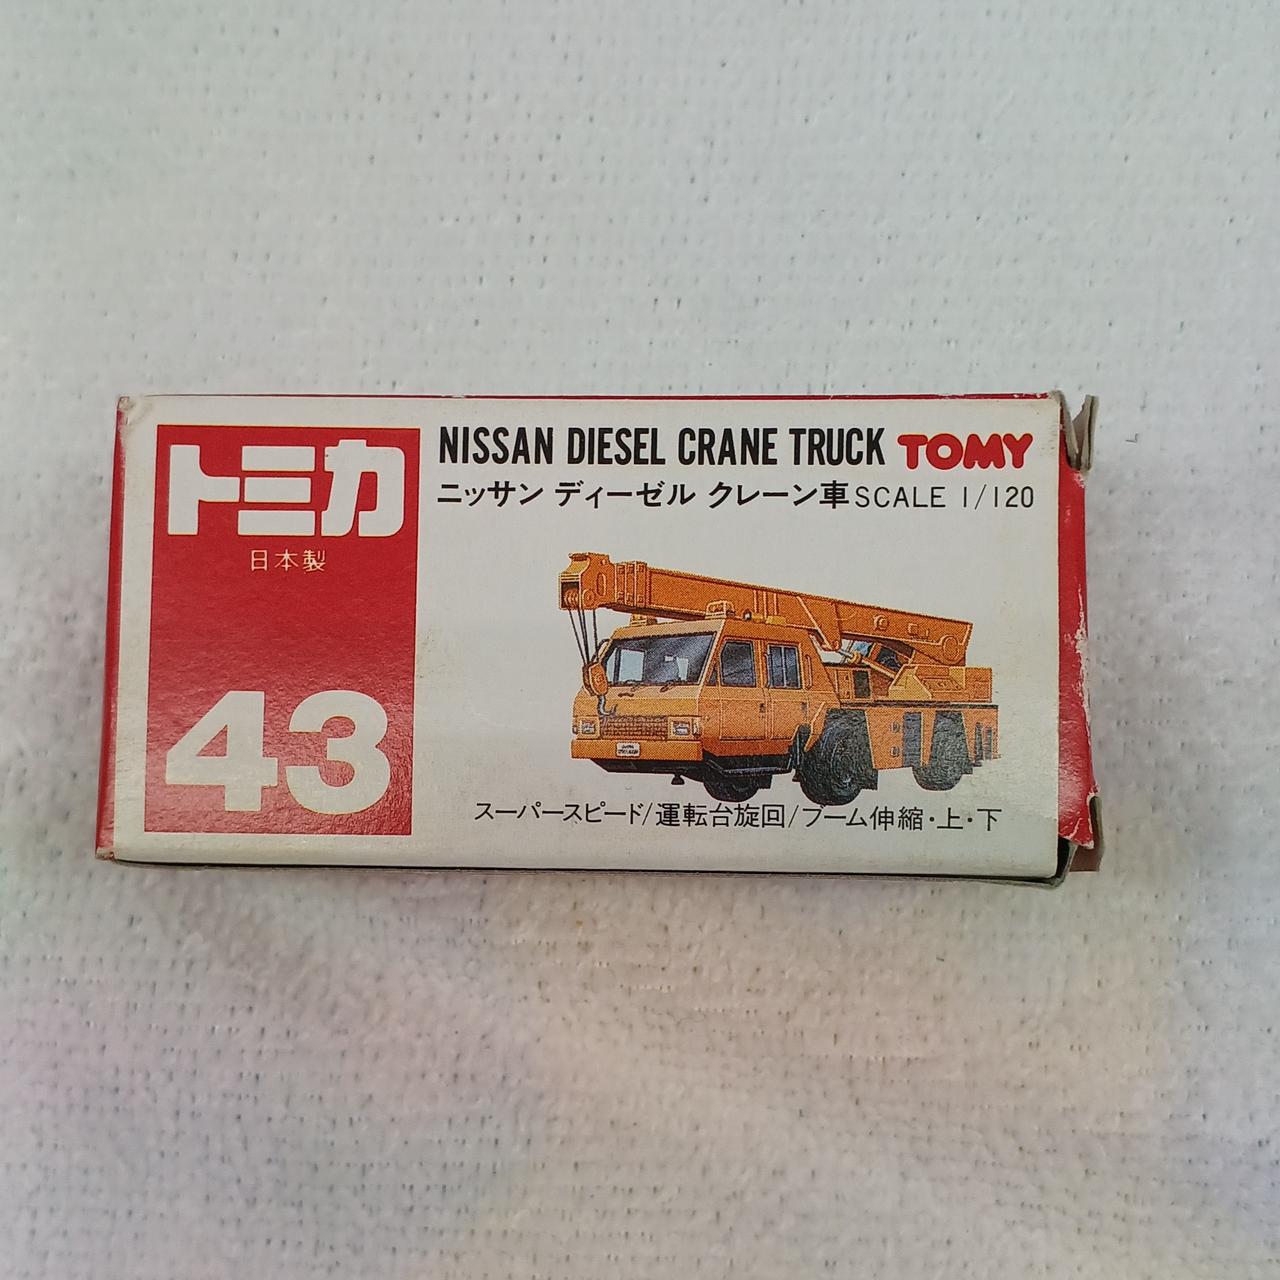 トミカ
日本製
43
NISSAN DIESEL CRANE TRUCK TOMY
ニッサン ディーゼル クレーン車 SCALE 1/120
スーパースピード/運転台旋回/ブーム伸縮・上・下